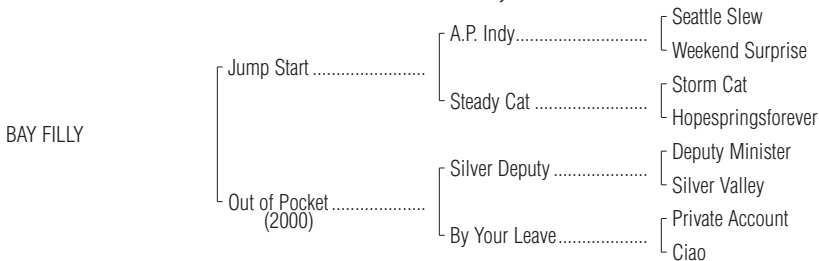 Seattle Slew
A.P. Indy............................
Weekend Surprise
Jump Start ........................
Storm Cat
Steady Cat ........................
Hopespringsforever
BAY FILLY
Deputy Minister
Silver Deputy ....................
Silver Valley
Out of Pocket ....................
(2000)
Private Account
By Your Leave...................
Ciao